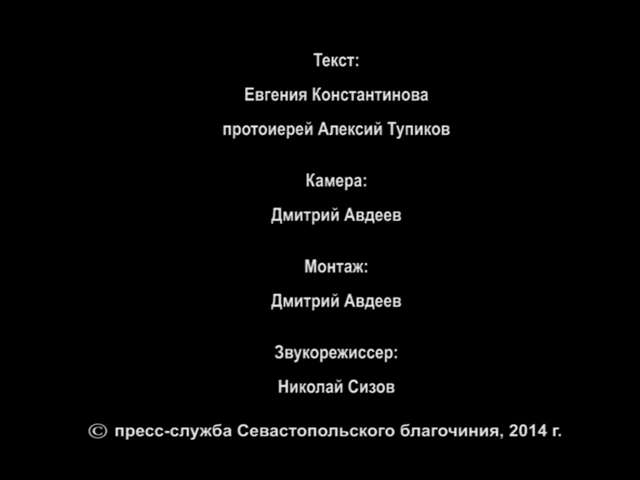 Текст:
Евгения Константинова
протоиерей Алексий Тупиков
Камера:
Дмитрий Авдеев
Монтаж:
Дмитрий Авдеев
Звукорежиссер:
Николай Сизов
© пресс-служба Севастопольского благочиния, 2014 г.